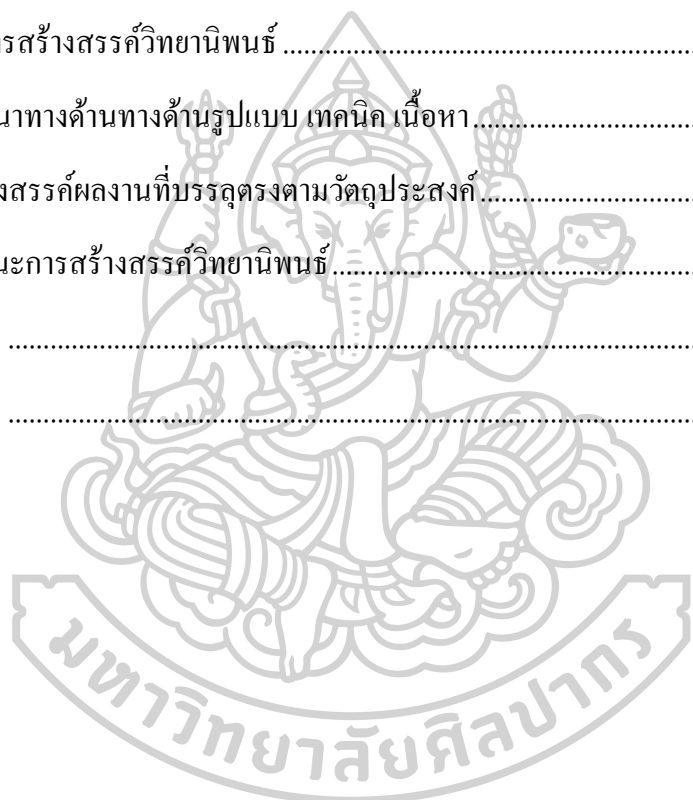 รสร้างสรรค์วิทยานิพนธ์ ........................................................
นาทางด้านทางด้านรูปแบบ เทคนิค เนื้อหา..............................
งสรรค์ผลงานที่บรรลุตรงตามวัตถุประสงค์..............................
นะการสร้างสรรค์วิทยานิพนธ์..................................................
................................................................................................
................................................................................................
มหาวิทยาลัยศิลปากร